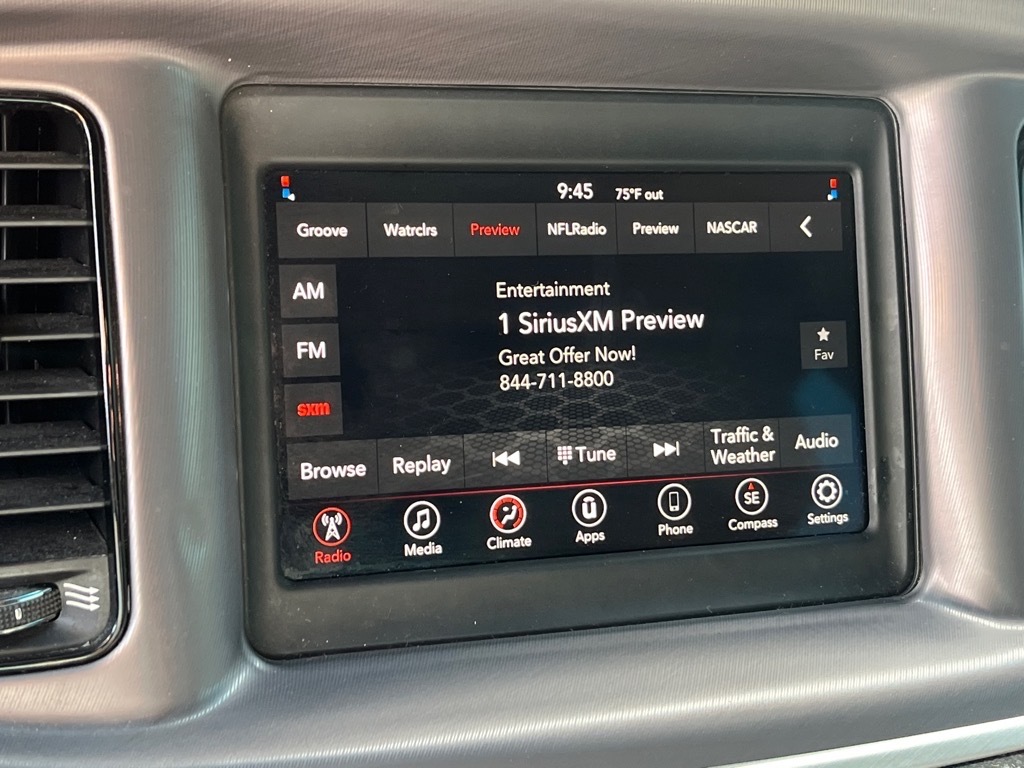 9:45 75°F out
Groove Watrclrs Preview NFLRadio Preview NASCAR
AM
FM
sxm
Entertainment
1 SiriusXM Preview
Great Offer Now!
844-711-8800
Fav
Browse Replay Tune Traffic & Weather Audio
Radio Media Climate Apps Phone SE Compass Settings